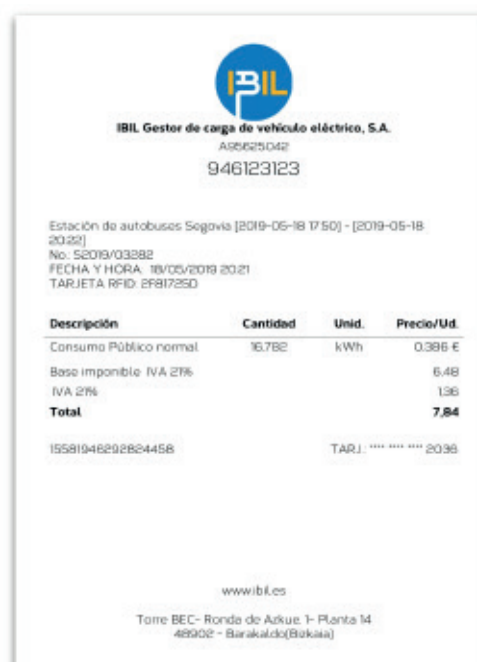 IBIL
IBIL Gestor de carga de vehículo eléctrico, S.A.
A95625042
946123123
Estación de autobuses Segovia [2019-05-18 17:50] - [2019-05-18
20:22]
No.: S2019/03282
FECHA Y HORA: 18/05/2019 20:21
TARJETA RFID: 2F81725D
Descripción Cantidad Unid. Precio/Ud.
Consumo Público normal 16,782 kWh 0,386 €
Base imponible IVA 21% 6,48
IVA 21% 1,36
Total 7,84
15581946292824458 TARJ.: **** **** **** 2036
www.ibil.es
Torre BEC- Ronda de Azkue, 1- Planta 14
48902 - Barakaldo(Bizkaia)